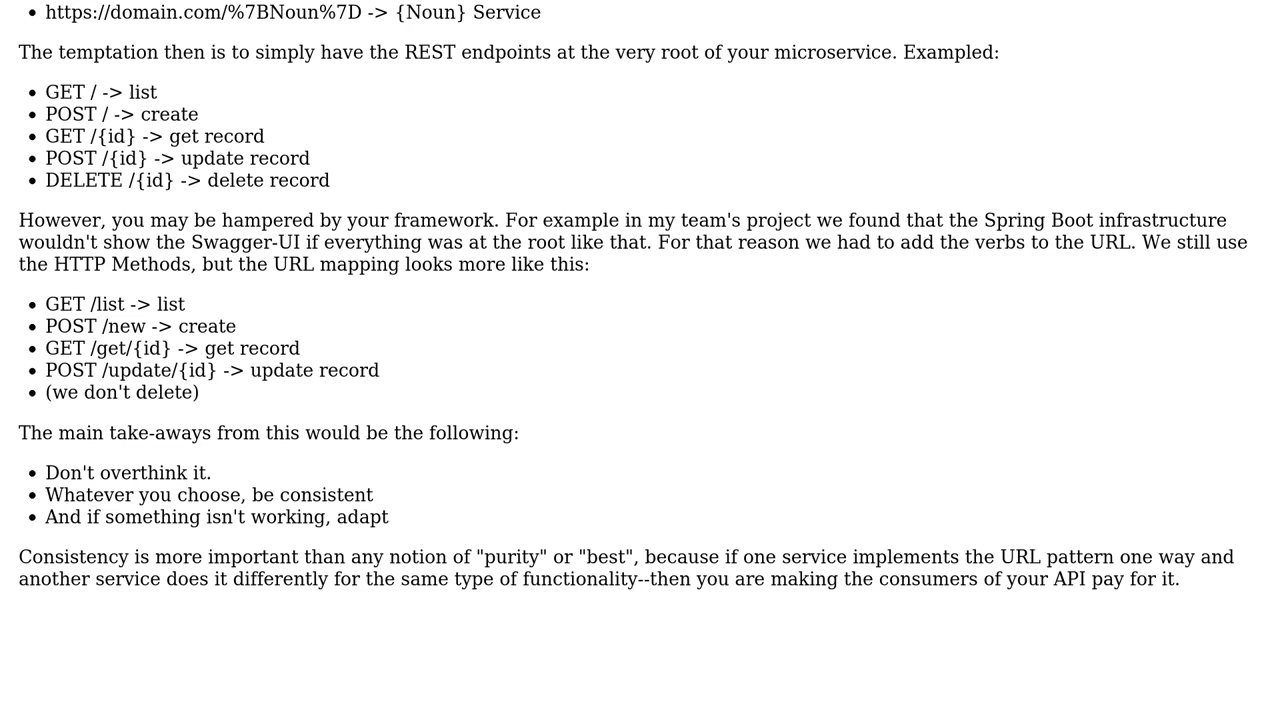 • https://domain.com/%7BNoun%7D -> {Noun} Service
The temptation then is to simply have the REST endpoints at the very root of your microservice. Exampled:
• GET / -> list
• POST / -> create
• GET /{id} -> get record
• POST /{id} -> update record
• DELETE /{id} -> delete record
However, you may be hampered by your framework. For example in my team's project we found that the Spring Boot infrastructure
wouldn't show the Swagger-UI if everything was at the root like that. For that reason we had to add the verbs to the URL. We still use
the HTTP Methods, but the URL mapping looks more like this:
• GET /list -> list
• POST /new -> create
• GET /get/{id} -> get record
• POST /update/{id} -> update record
• (we don't delete)
The main take-aways from this would be the following:
• Don't overthink it.
• Whatever you choose, be consistent
• And if something isn't working, adapt
Consistency is more important than any notion of "purity" or "best", because if one service implements the URL pattern one way and
another service does it differently for the same type of functionality--then you are making the consumers of your API pay for it.